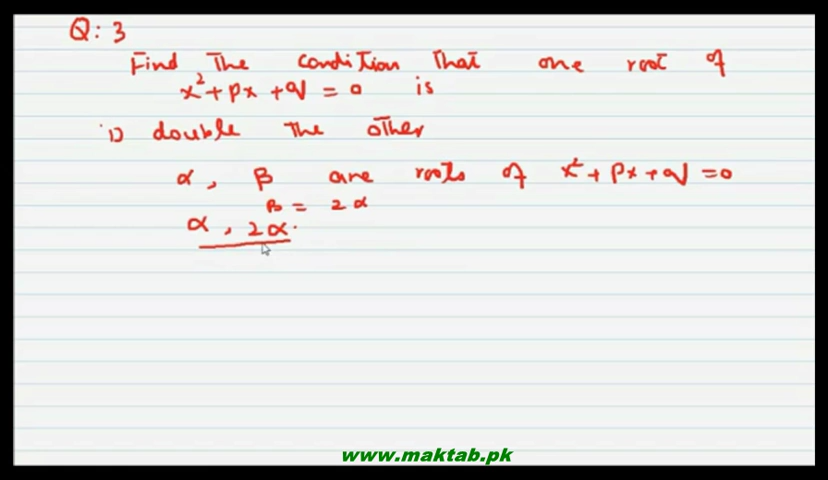 Q: 3
Find The condition That one root of
x² + px + q = 0 is
i) double the other
α, β are roots of x² + px + q = 0
β = 2α
α, 2α.
www.maktab.pk